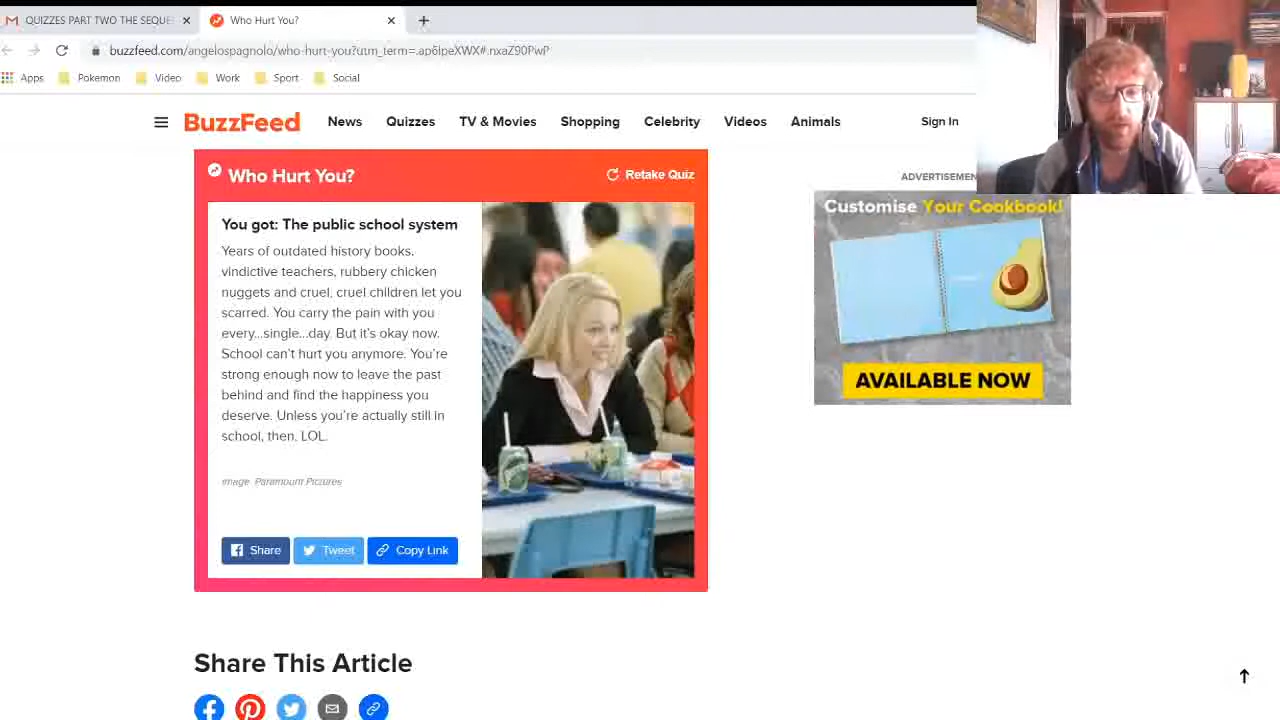 QUIZZES PART TWO THE SEQUE
Who Hurt You?
buzzfeed.com/angelospagnolo/who-hurt-you?utm_term=.ap6lpeXWX#.nxaZ90PwP
Apps Pokemon Video Work Sport Social
BuzzFeed News Quizzes TV & Movies Shopping Celebrity Videos Animals Sign In
Who Hurt You? Retake Quiz
You got: The public school system
Years of outdated history books,
vindictive teachers, rubbery chicken
nuggets and cruel, cruel children let you
scarred. You carry the pain with you
every...single...day. But it's okay now.
School can't hurt you anymore. You're
strong enough now to leave the past
behind and find the happiness you
deserve. Unless you're actually still in
school, then, LOL.
Image Paramount Pictures
Share Tweet Copy Link
ADVERTISEMEN
Customise Your Cookbook!
AVAILABLE NOW
Share This Article